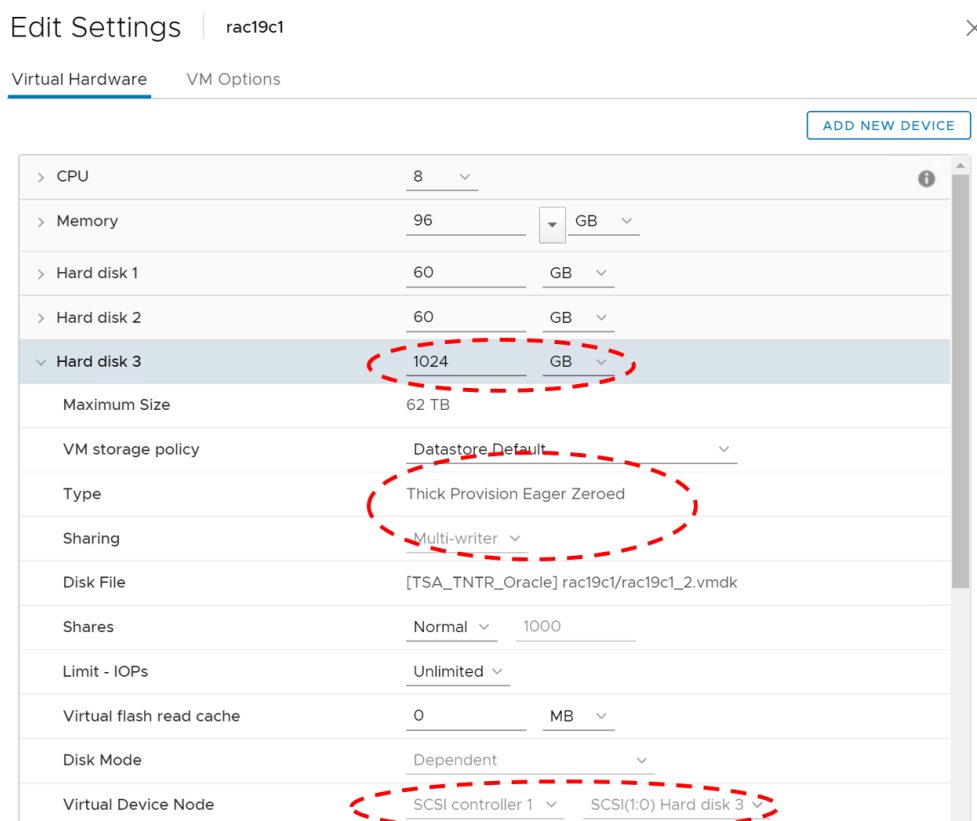 Edit Settings rac19c1
Virtual Hardware VM Options
ADD NEW DEVICE
CPU 8
Memory 96 GB
Hard disk 1 60 GB
Hard disk 2 60 GB
Hard disk 3 1024 GB
Maximum Size 62 TB
VM storage policy Datastore Default
Type Thick Provision Eager Zeroed
Sharing Multi-writer
Disk File [TSA_TNTR_Oracle] rac19c1/rac19c1_2.vmdk
Shares Normal 1000
Limit - IOPs Unlimited
Virtual flash read cache 0 MB
Disk Mode Dependent
Virtual Device Node SCSI controller 1 SCSI(1:0) Hard disk 3